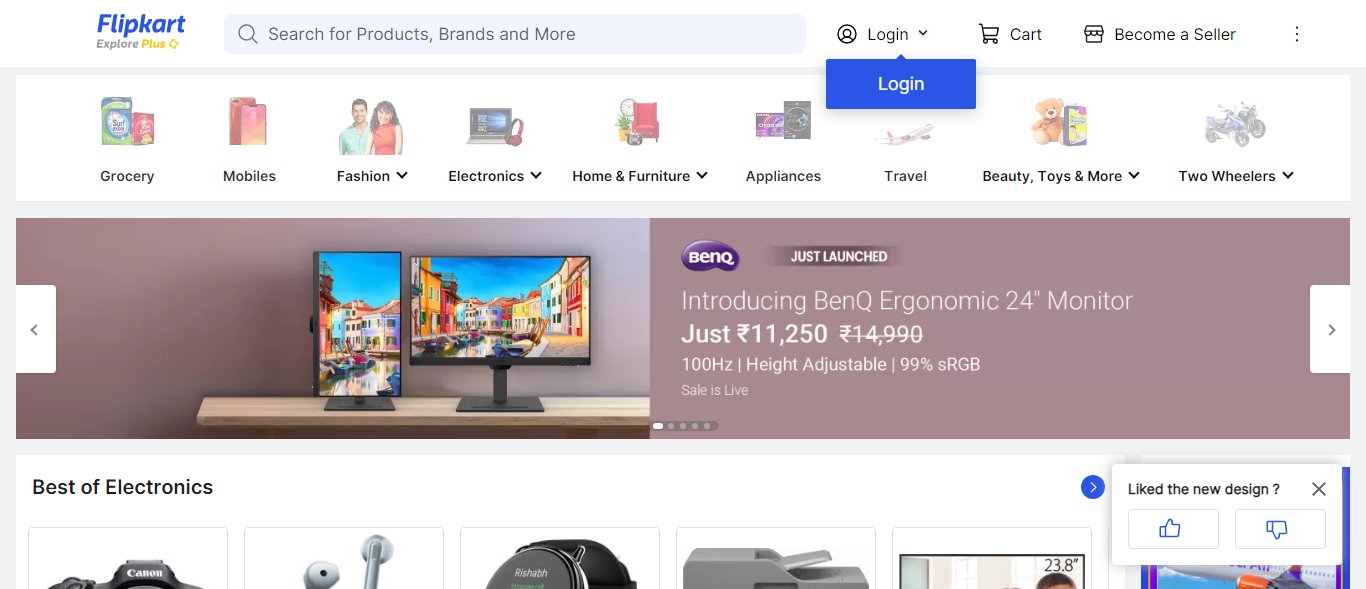 Flipkart
Explore Plus
Search for Products, Brands and More
Login
Cart
Become a Seller
Login
Surf excel
Grocery
Mobiles
Fashion
Electronics
Home & Furniture
Appliances
Travel
Beauty, Toys & More
Two Wheelers
BenQ
JUST LAUNCHED
Introducing BenQ Ergonomic 24" Monitor
Just ₹11,250 ₹14,990
100Hz | Height Adjustable | 99% sRGB
Sale is Live
Best of Electronics
Liked the new design ?
Canon
Rishabh
23.8"